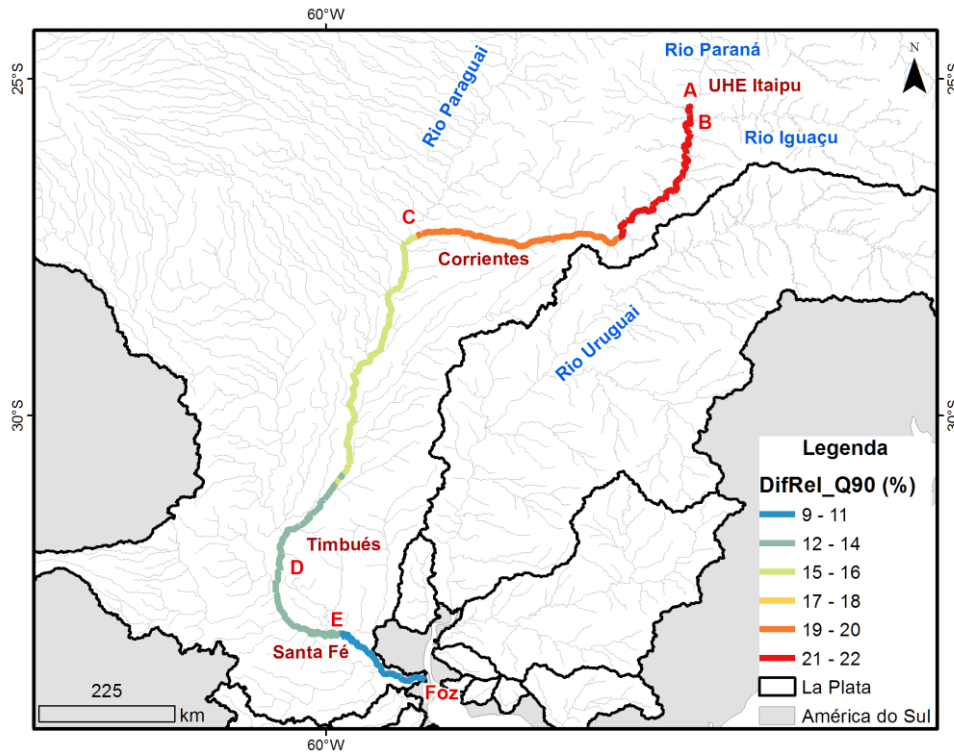 60°W
Rio Paraná
N
25°S
25°S
A
UHE Itaipu
Rio Paraguai
B
Rio Iguaçu
C
Corrientes
Rio Uruguai
30°S
30°S
Legenda
DifRel_Q90 (%)
9 - 11
12 - 14
15 - 16
17 - 18
19 - 20
21 - 22
La Plata
América do Sul
Timbués
D
E
Santa Fé
Foz
225
km
60°W